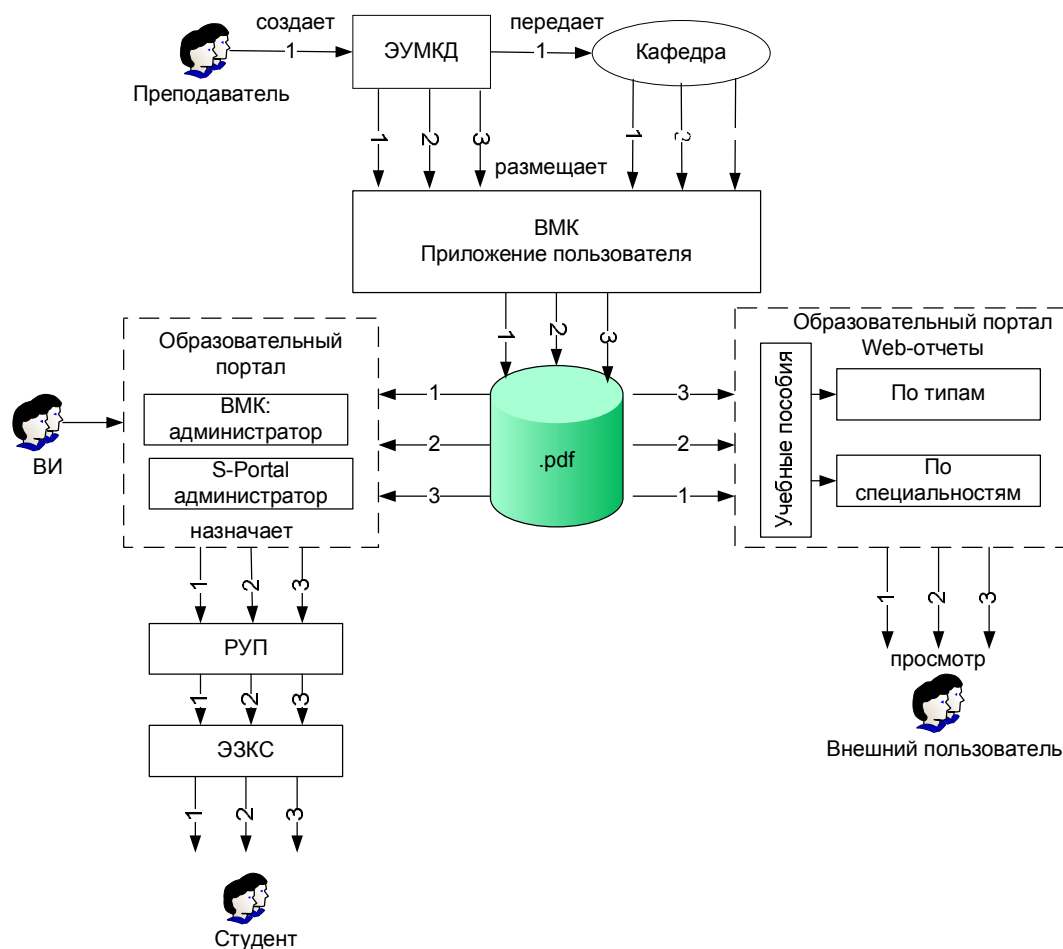 создает
передает
1
ЭУМКД
1
Кафедра
Преподаватель
1
2
3
1
размещает
ВМК
Приложение пользователя
1
2
3
Образовательный
портал
ВМК:
администратор
S-Portal
администратор
назначает
ВИ
1
2
3
.pdf
3
2
1
Образовательный портал
Web-отчеты
Учебные пособия
По типам
По
специальностям
1
2
3
РУП
1
2
3
ЭЗКС
1
2
3
Студент
1
2
3
просмотр
Внешний пользователь